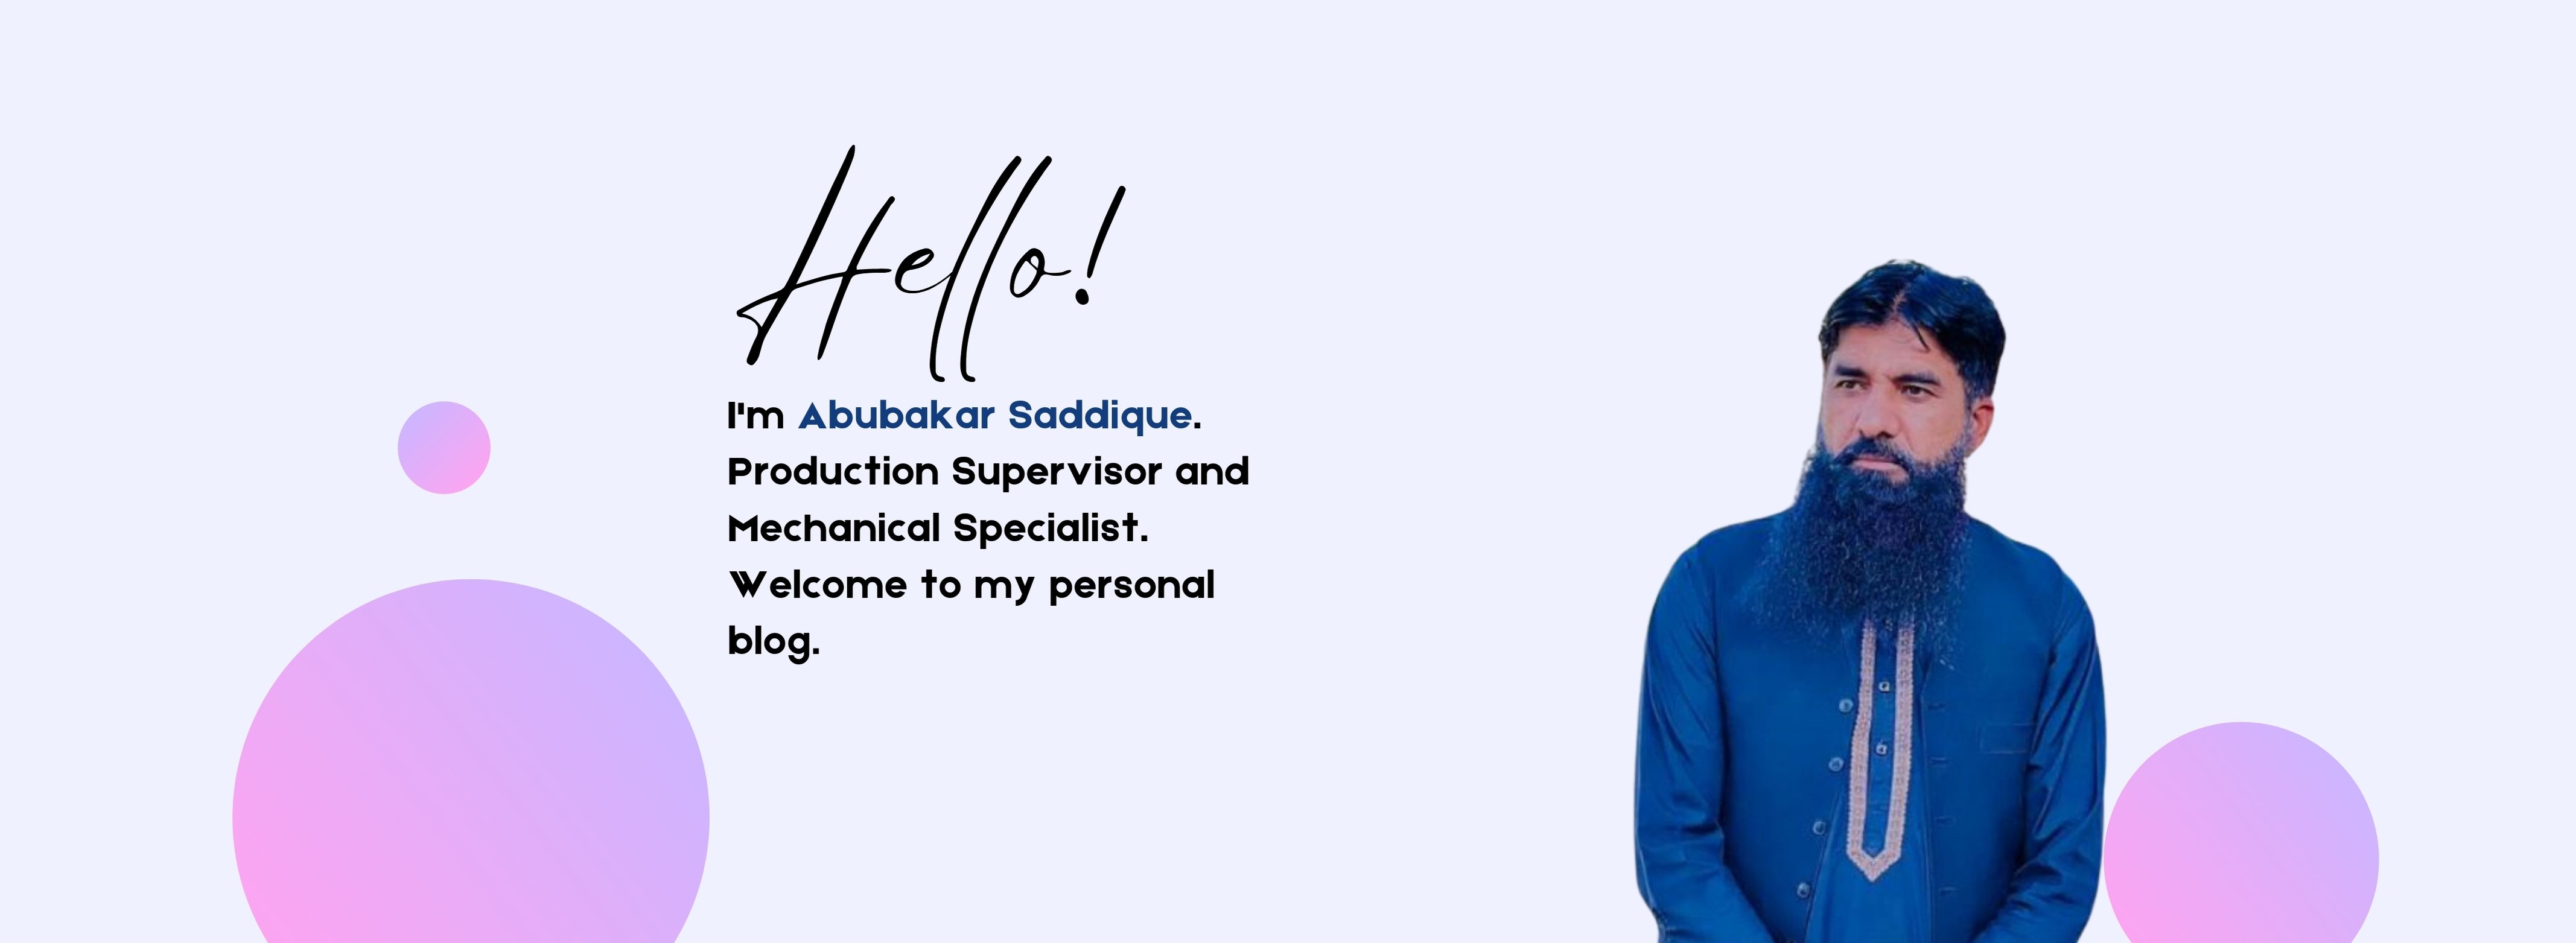 Hello!
I'm Abubakar Saddique.
Production Supervisor and
Mechanical Specialist.
Welcome to my personal
blog.